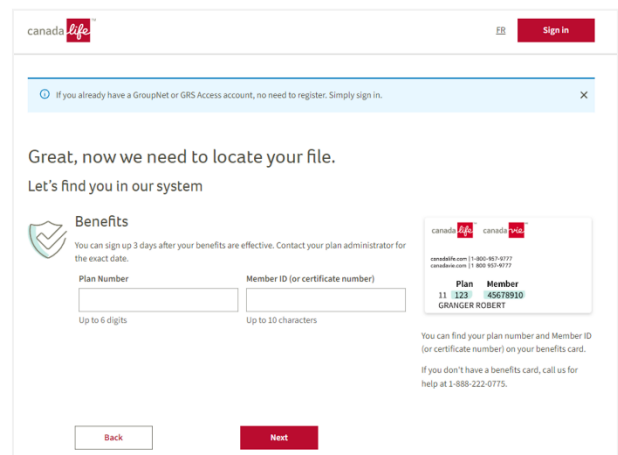 canada life™
FR
Sign in
If you already have a GroupNet or GRS Access account, no need to register. Simply sign in.
Great, now we need to locate your file.
Let's find you in our system
Benefits
You can sign up 3 days after your benefits are effective. Contact your plan administrator for
the exact date.
Plan Number
Member ID (or certificate number)
Up to 6 digits
Up to 10 characters
canada life™ canada vie™
canadalife.com | 1-800-957-9777
canadavie.com | 1 800 957-9777
Plan Member
11 123 45678910
GRANGER ROBERT
You can find your plan number and Member ID
(or certificate number) on your benefits card.
If you don't have a benefits card, call us for
help at 1-888-222-0775.
Back
Next